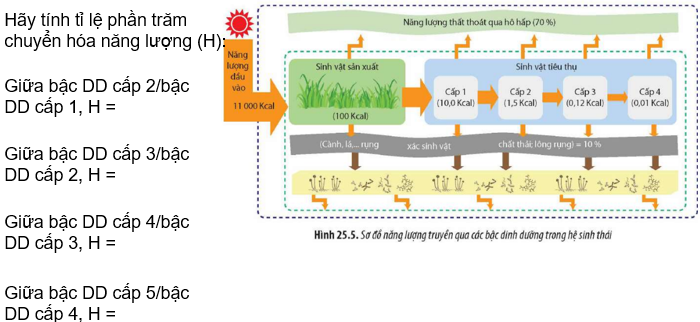 Hãy tính tỉ lệ phần trăm
chuyển hóa năng lượng (H):
Giữa bậc DD cấp 2/bậc
DD cấp 1, H =
Giữa bậc DD cấp 3/bậc
DD cấp 2, H =
Giữa bậc DD cấp 4/bậc
DD cấp 3, H =
Giữa bậc DD cấp 5/bậc
DD cấp 4, H =
Năng lượng thất thoát qua hô hấp (70 %)
Năng
lượng
đầu
vào
11 000 Kcal
Sinh vật sản xuất
(100 Kcal)
Sinh vật tiêu thụ
Cấp 1
(10,0 Kcal)
Cấp 2
(1,5 Kcal)
Cấp 3
(0,12 Kcal)
Cấp 4
(0,01 Kcal)
(Cành, lá,... rụng xác sinh vật chất thải; lông rụng) = 10 %
Hình 25.5. Sơ đồ năng lượng truyền qua các bậc dinh dưỡng trong hệ sinh thái